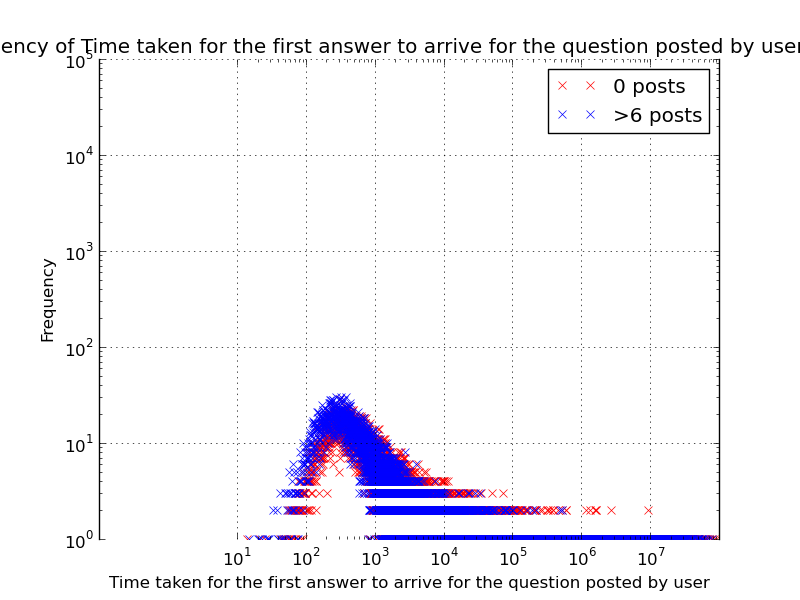 ency of Time taken for the first answer to arrive for the question posted by user
10^5
0 posts
>6 posts
10^4
10^3
Frequency
10^2
10^1
10^0
10^1 10^2 10^3 10^4 10^5 10^6 10^7
Time taken for the first answer to arrive for the question posted by user